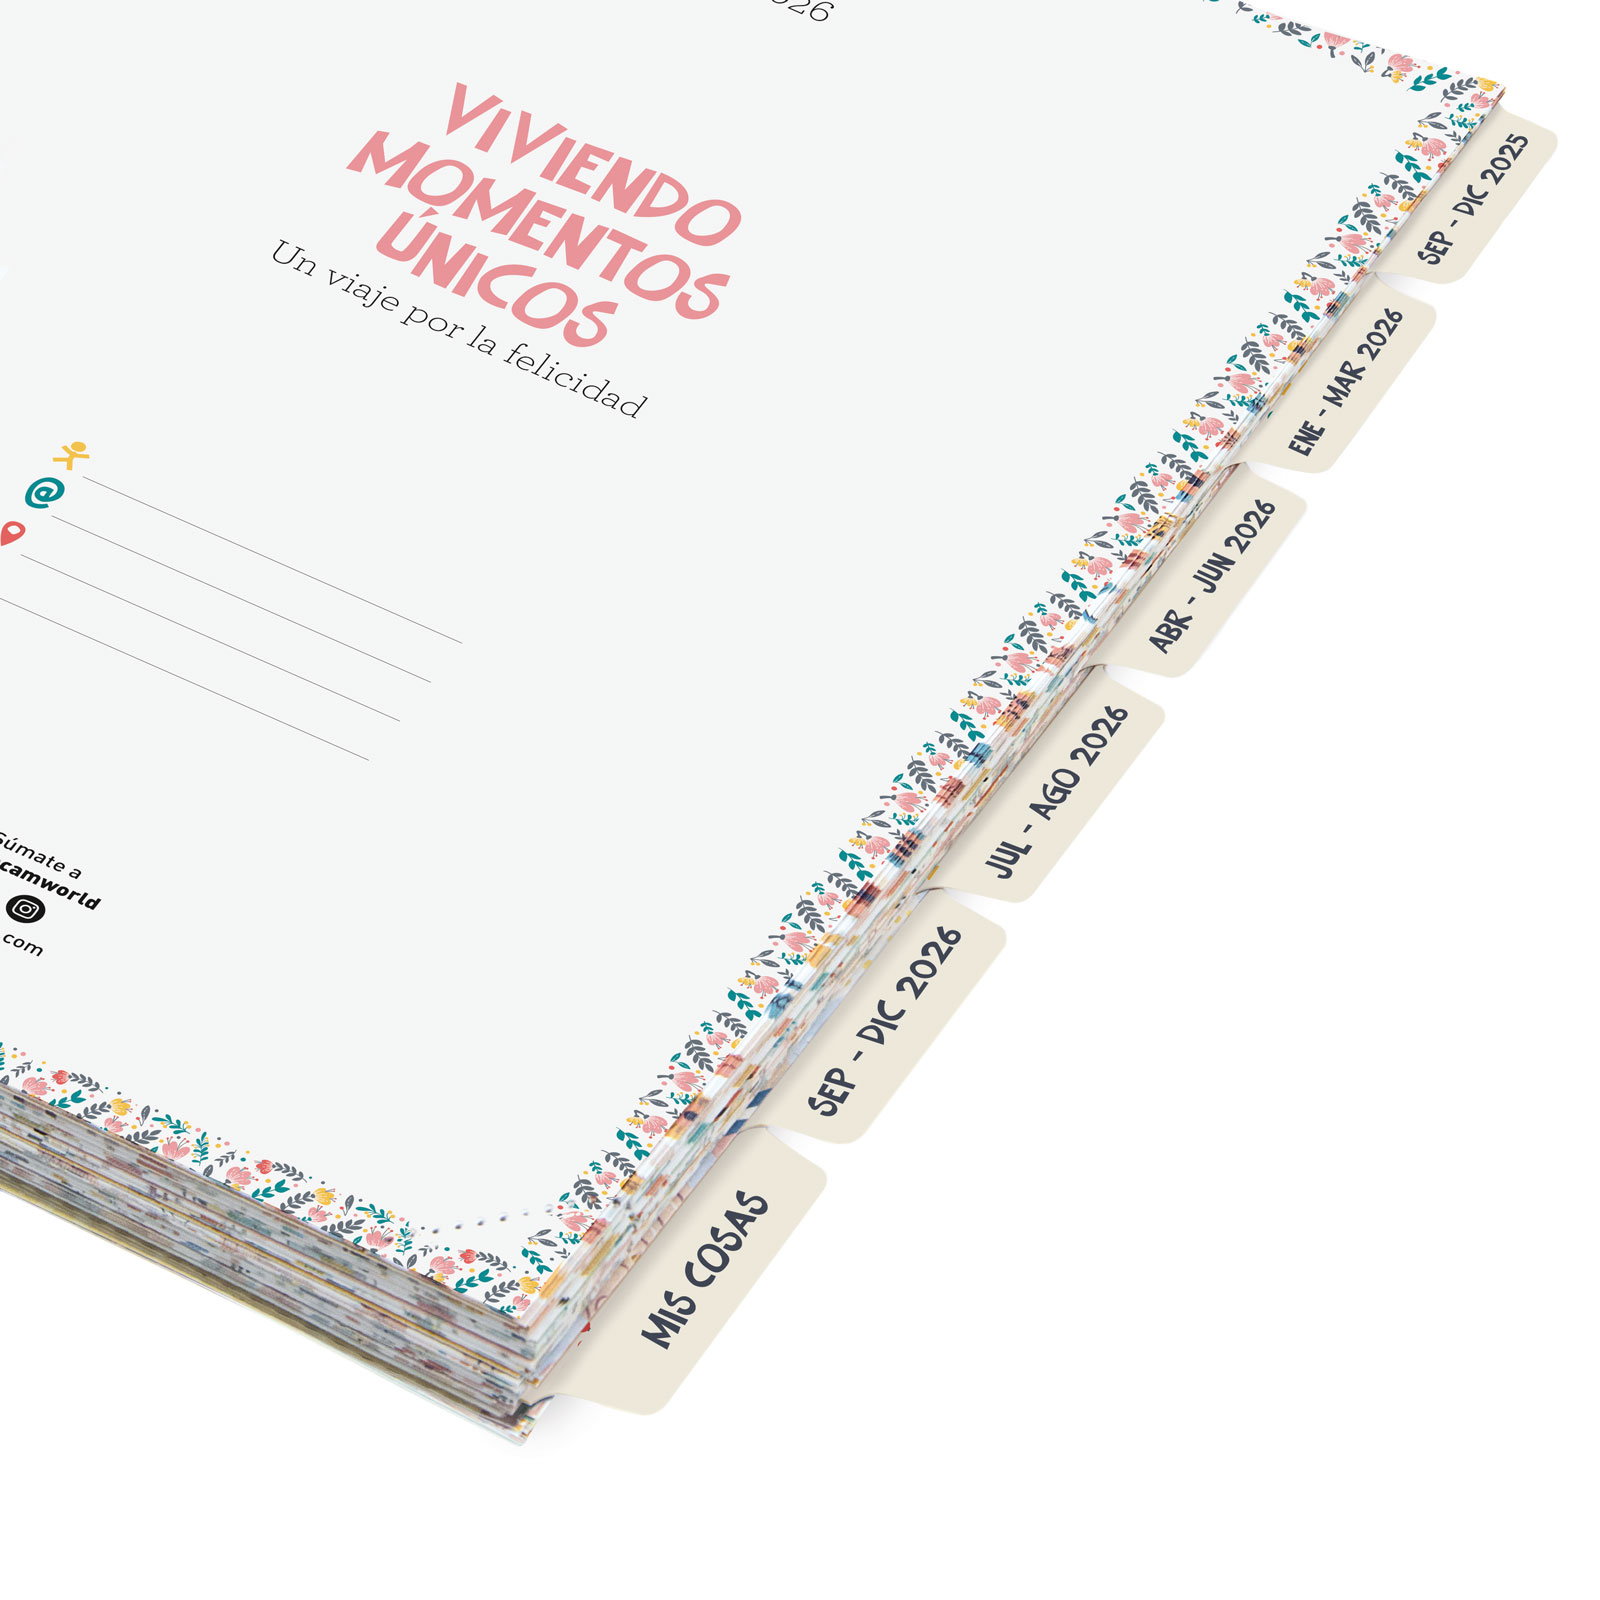 VIVIENDO
MOMENTOS
ÚNICOS
Un viaje por la felicidad
@
Súmate a
camworld
com
SEP - DIC 2025
ENE - MAR 2026
ABR - JUN 2026
JUL - AGO 2026
SEP - DIC 2026
MIS COSAS